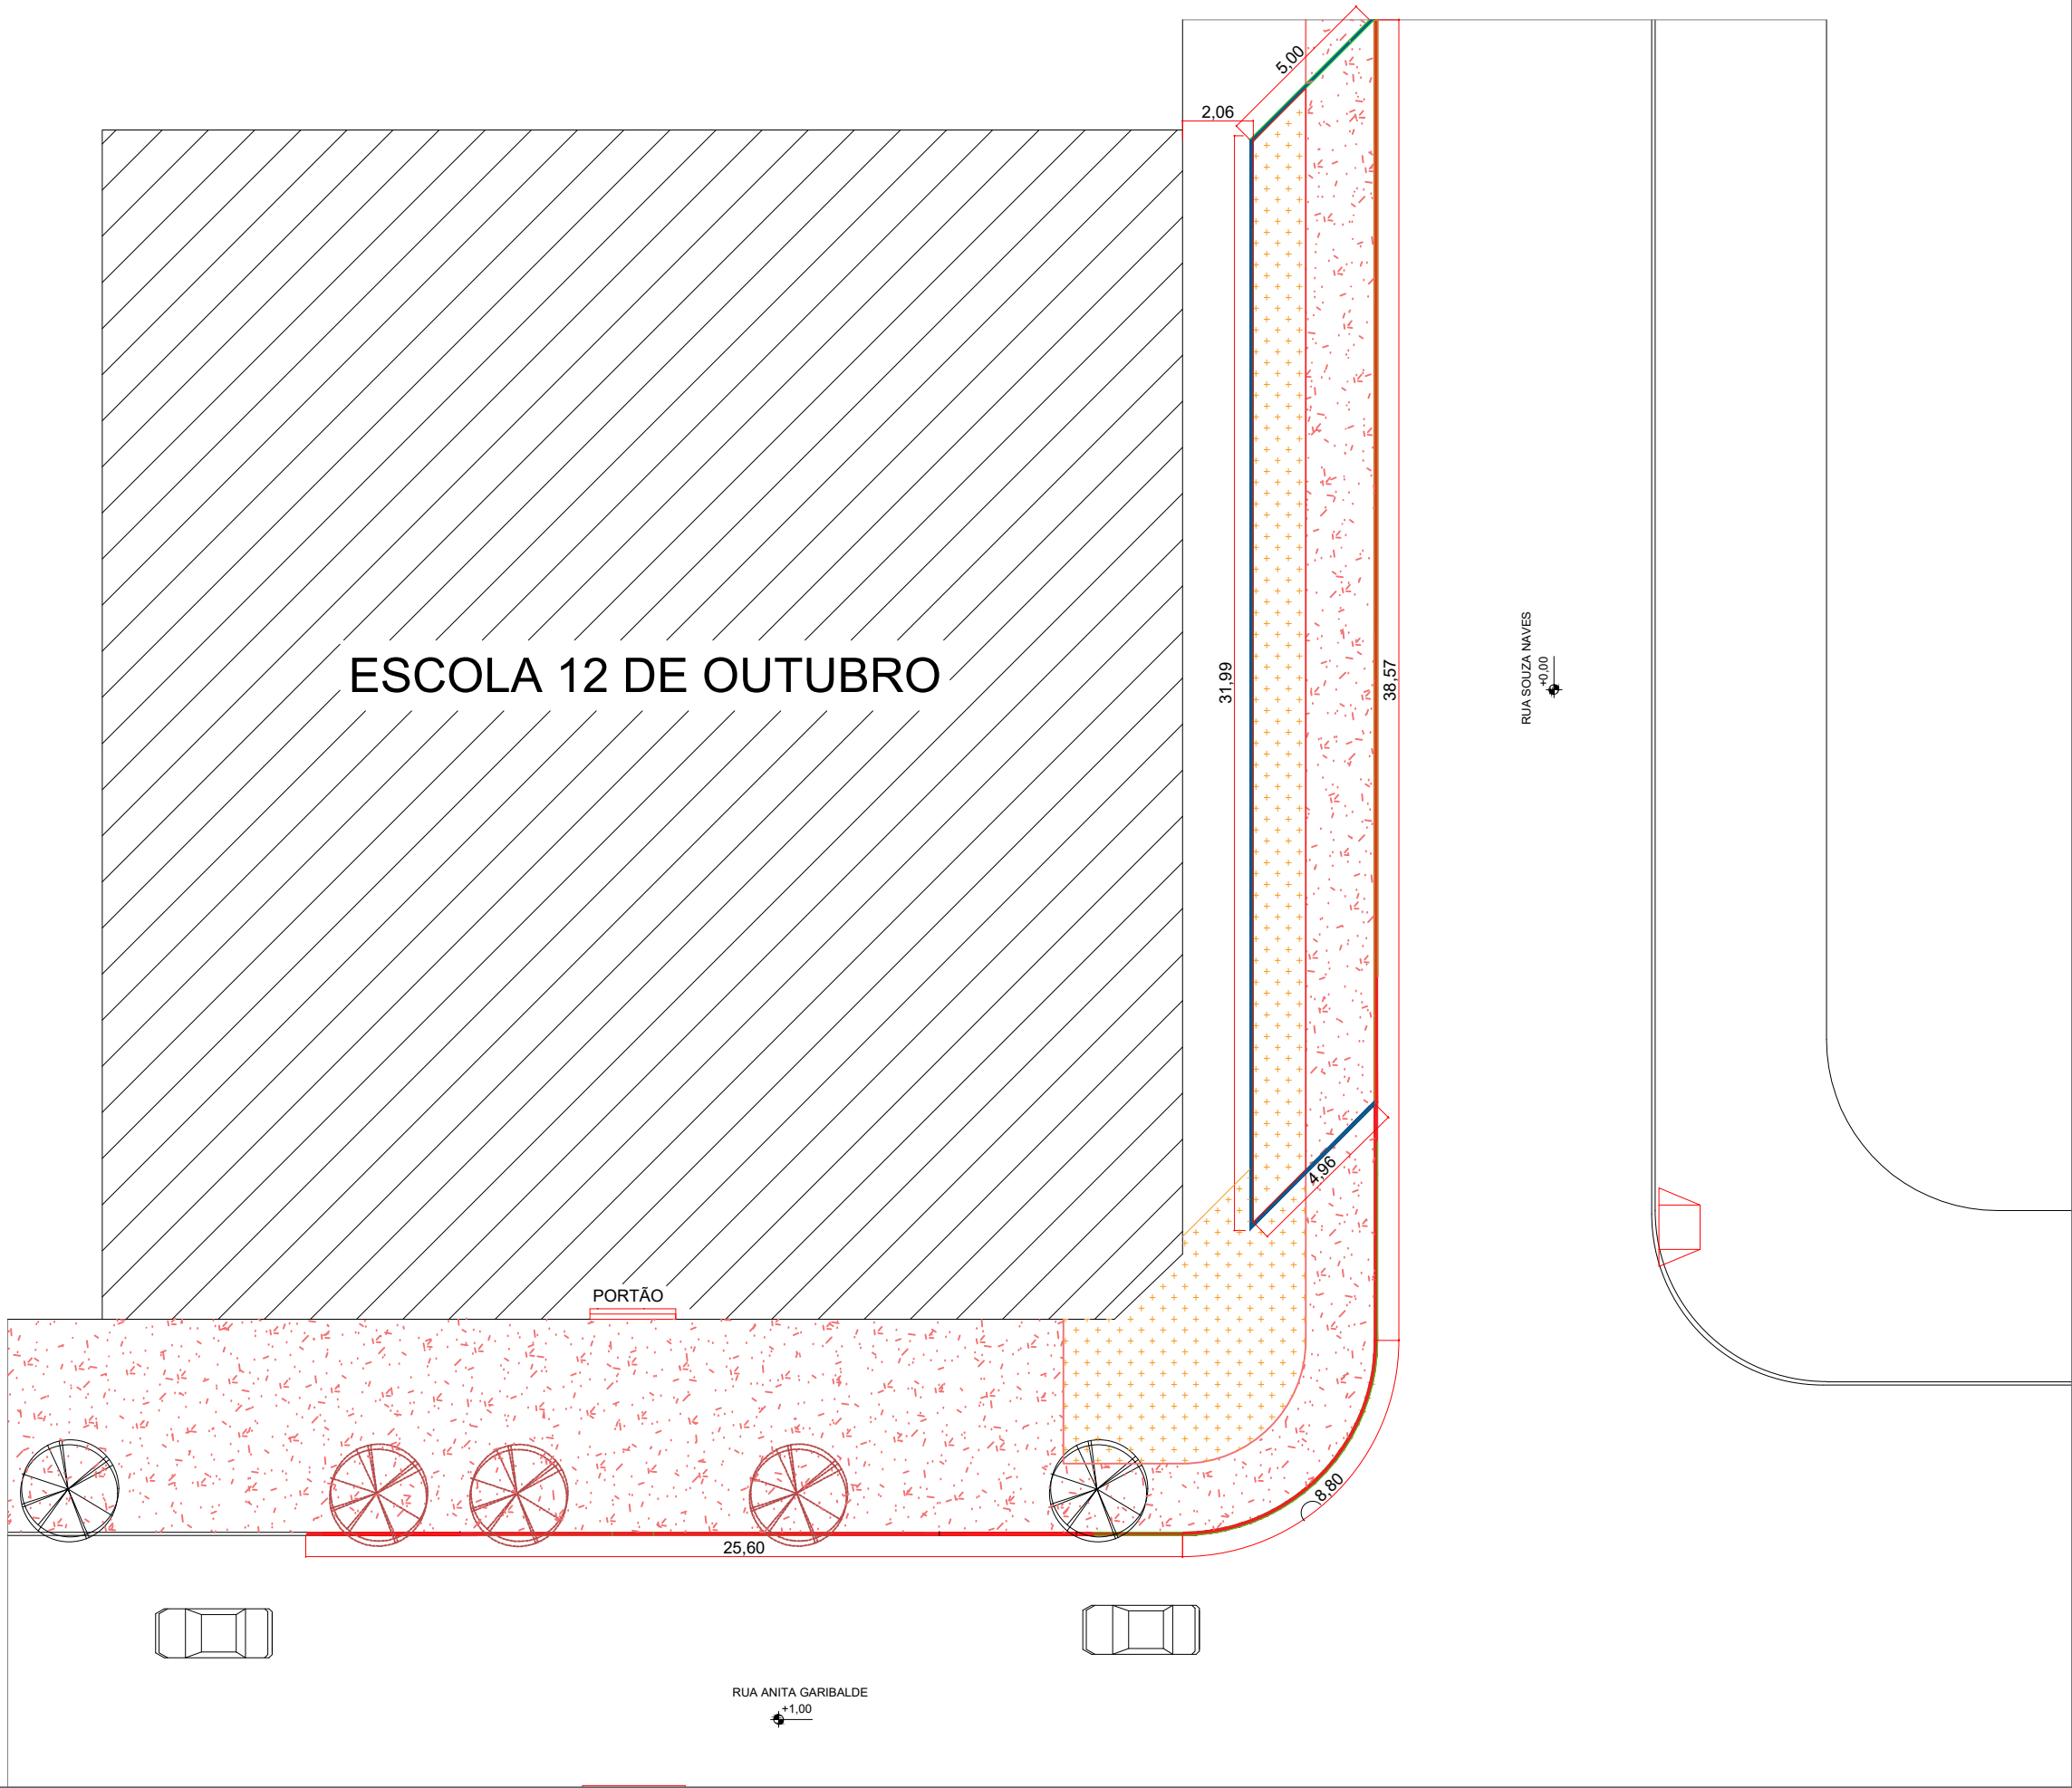 5,00
2,06
ESCOLA 12 DE OUTUBRO
31,99
38,57
RUA SOUZA NAVES
+0,00
4,96
PORTÃO
8,80
25,60
RUA ANITA GARIBALDE
+1,00